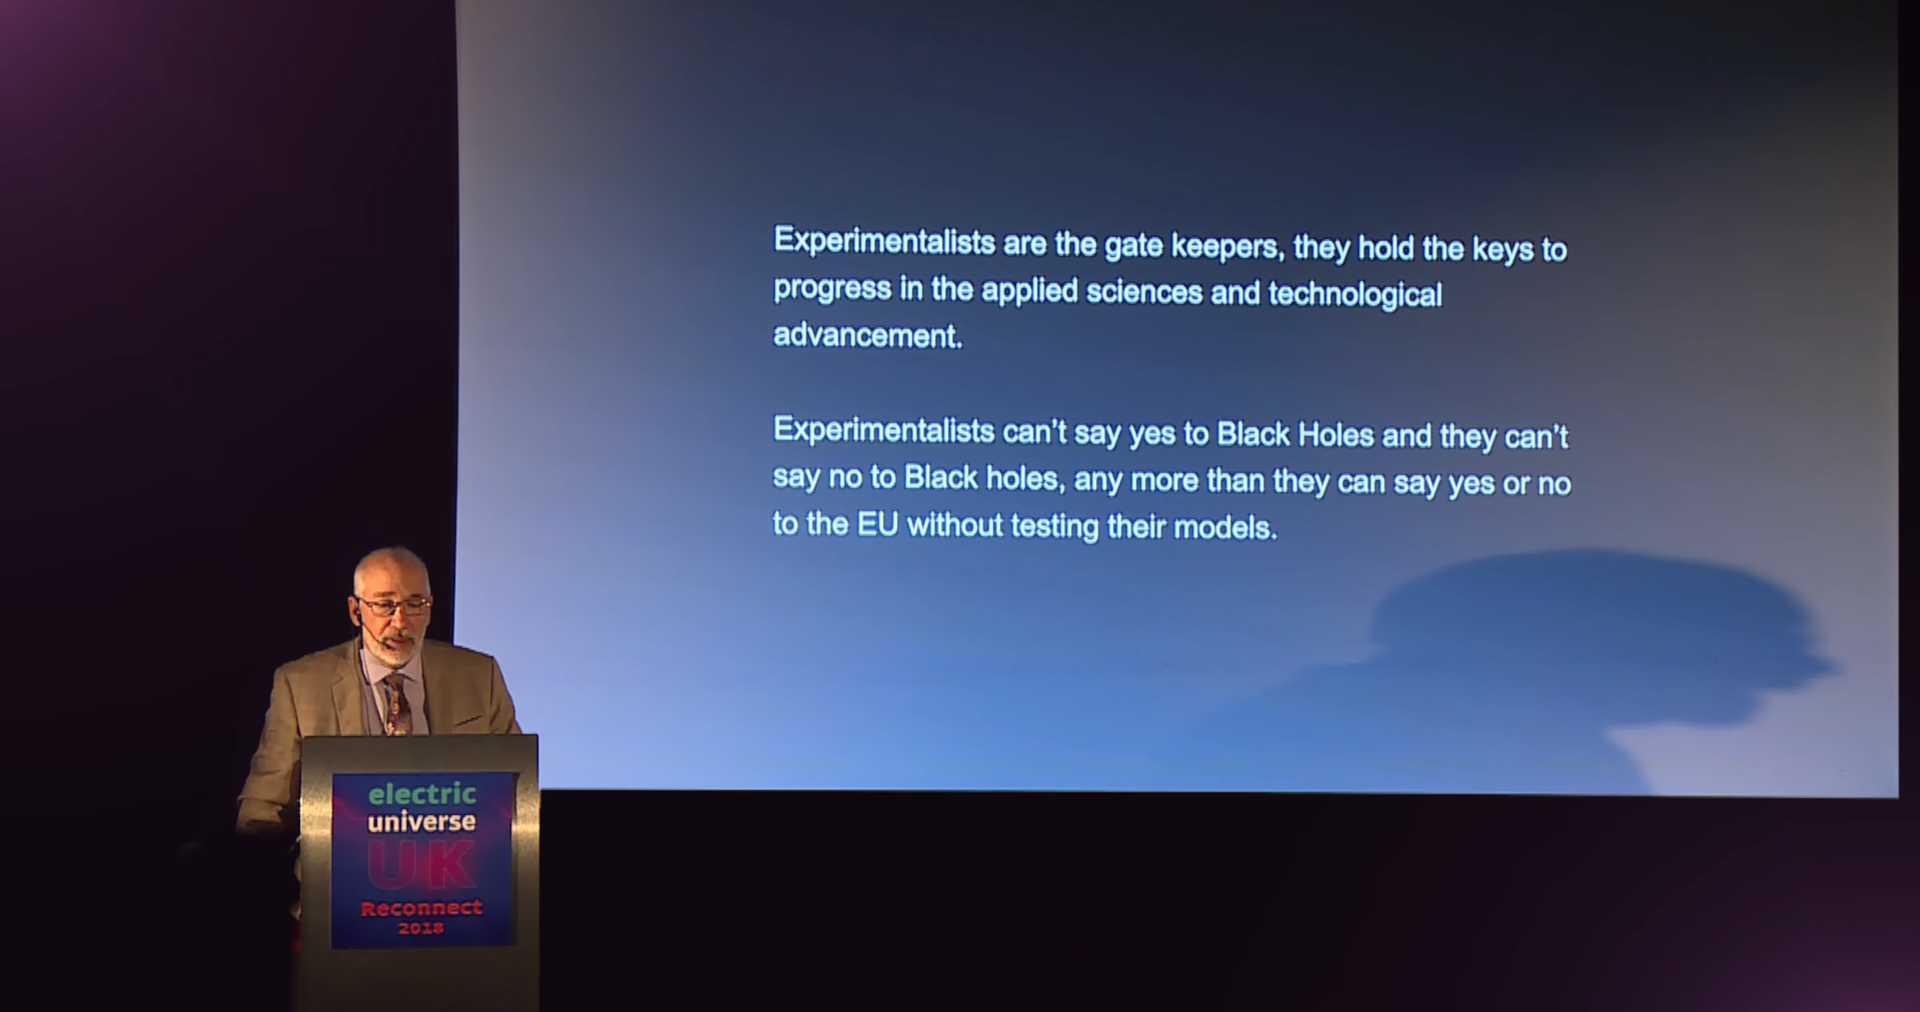 Experimentalists are the gate keepers, they hold the keys to
progress in the applied sciences and technological
advancement.
Experimentalists can't say yes to Black Holes and they can't
say no to Black holes, any more than they can say yes or no
to the EU without testing their models.
electric
universe
UK
Reconnect
2018